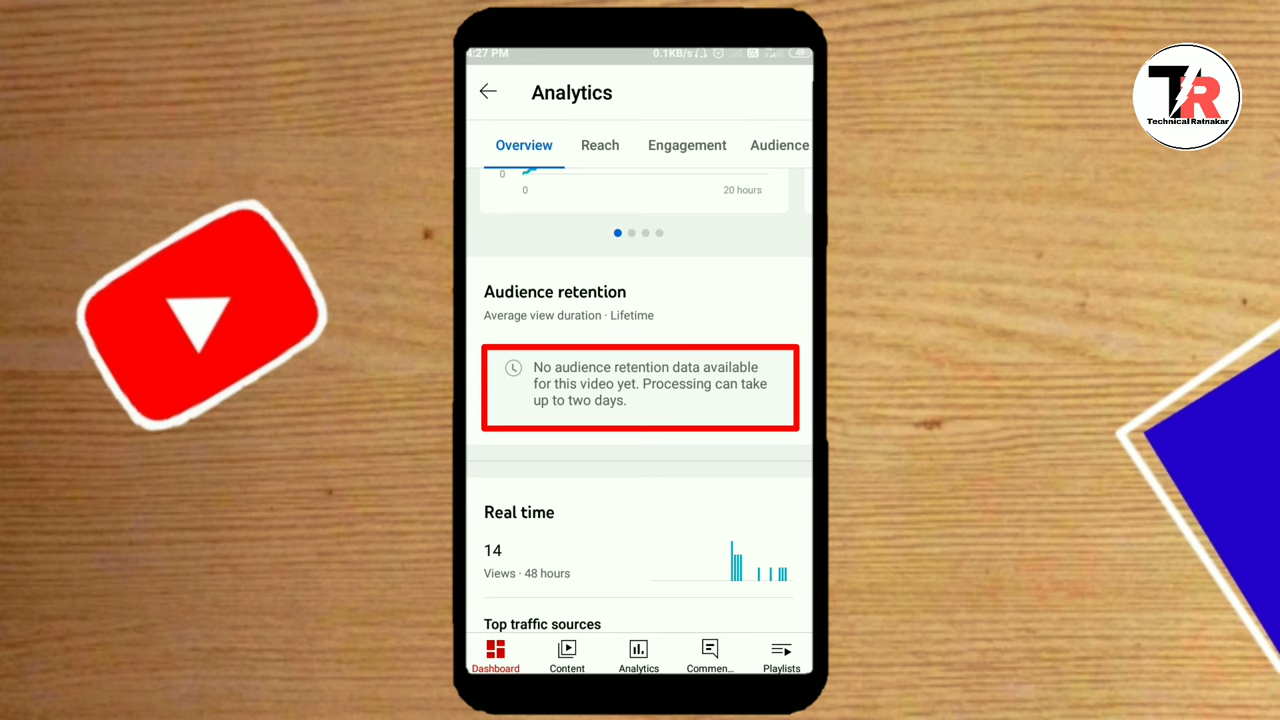 4:27 PM
0.1KB/s
Technical Ratnakar
Analytics
Overview Reach Engagement Audience
0
0 20 hours
Audience retention
Average view duration · Lifetime
No audience retention data available
for this video yet. Processing can take
up to two days.
Real time
14
Views · 48 hours
Top traffic sources
Dashboard Content Analytics Commen... Playlists